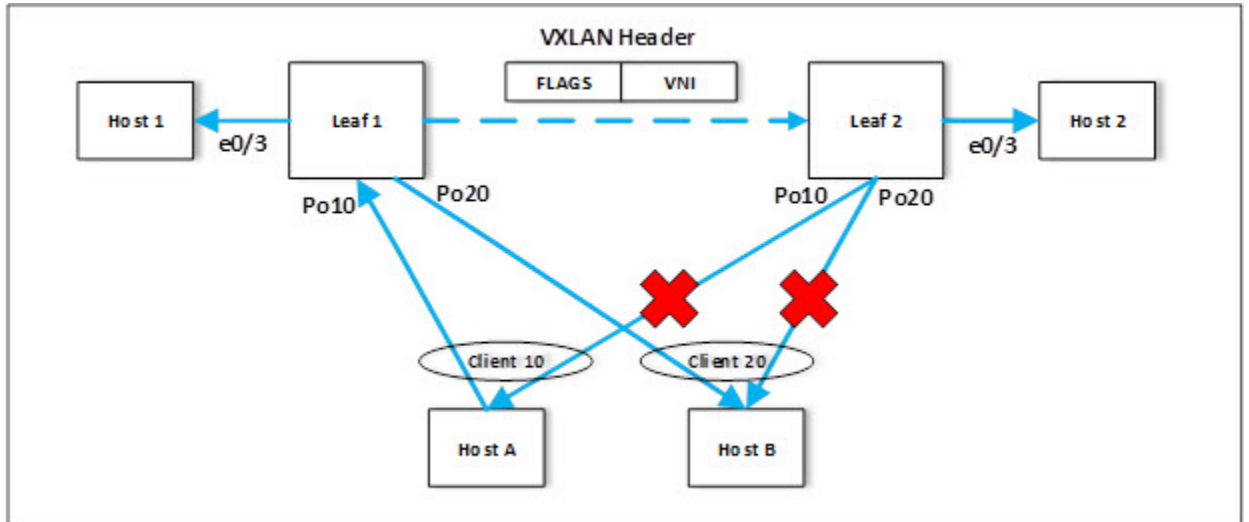 VXLAN Header
FLAGS VNI
Host 1 Leaf 1 Leaf 2 Host 2
e0/3 e0/3
Po10 Po20 Po10 Po20
Client 10 Client 20
Host A Host B